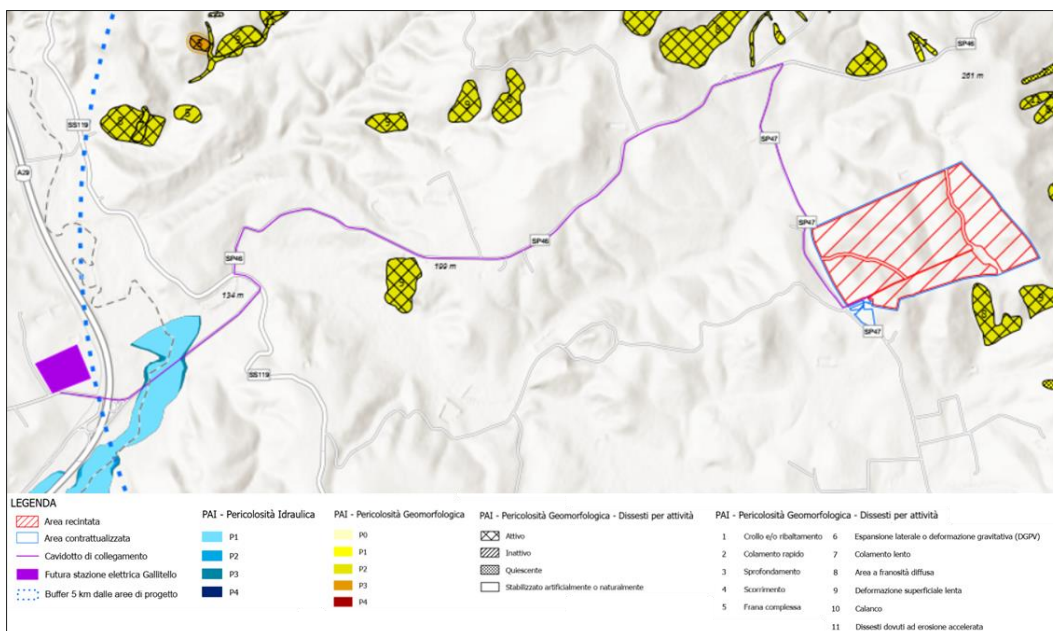 SP46
261 m
SS119
A29
SP47
SP47
SP46
199 m
SP46
134 m
SP47
SS119
LEGENDA
Area recintata
Area contrattualizzata
Cavidotto di collegamento
Futura stazione elettrica Gallitello
Buffer 5 km dalle aree di progetto
PAI - Pericolosità Idraulica
P1
P2
P3
P4
PAI - Pericolosità Geomorfologica
P0
P1
P2
P3
P4
PAI - Pericolosità Geomorfologica - Dissesti per attività
Attivo
Inattivo
Quiescente
Stabilizzato artificialmente o naturalmente
PAI - Pericolosità Geomorfologica - Dissesti per attività
1 Crollo e/o ribaltamento
2 Colamento rapido
3 Sprofondamento
4 Scorrimento
5 Frana complessa
6 Espansione laterale o deformazione gravitativa (DGPV)
7 Colamento lento
8 Area a franosità diffusa
9 Deformazione superficiale lenta
10 Calanco
11 Dissesti dovuti ad erosione accelerata